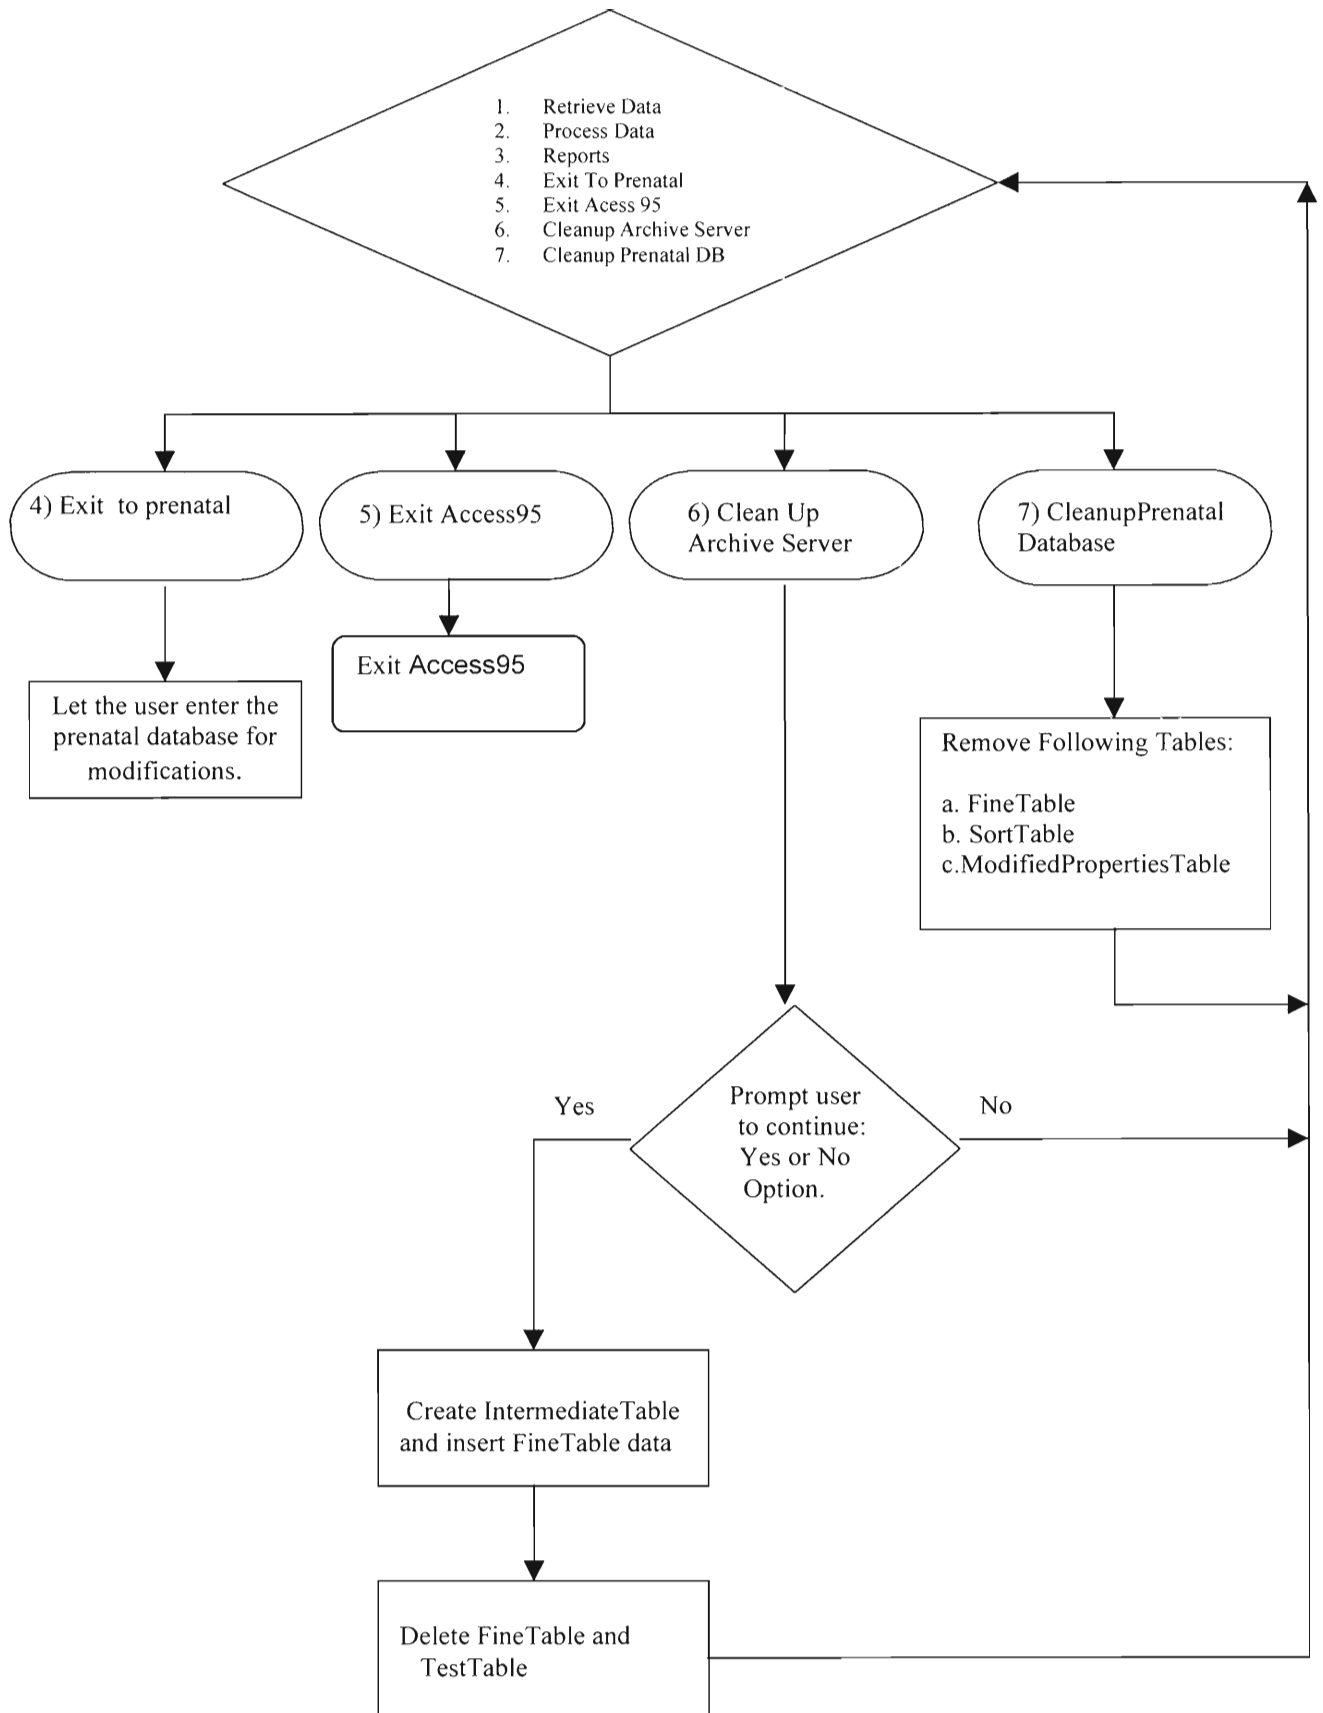 1. Retrieve Data
2. Process Data
3. Reports
4. Exit To Prenatal
5. Exit Acess 95
6. Cleanup Archive Server
7. Cleanup Prenatal DB
4) Exit to prenatal
5) Exit Access95
6) Clean Up
Archive Server
7) CleanupPrenatal
Database
Exit Access95
Let the user enter the
prenatal database for
modifications.
Remove Following Tables:
a. FineTable
b. SortTable
c.ModifiedPropertiesTable
Yes
Prompt user
to continue:
Yes or No
Option.
No
Create IntermediateTable
and insert FineTable data
Delete FineTable and
TestTable